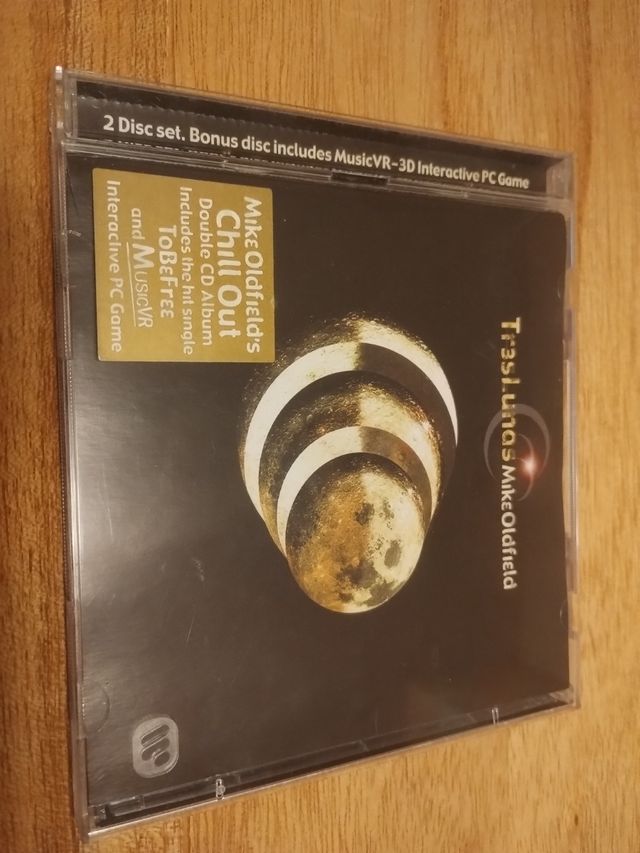 2 Disc set. Bonus disc includes MusicVR-3D Interactive PC Game
TresLunas MikeOldfield
Mike Oldfield's
Chill Out
Double CD Album
Includes the hit single
ToBeFree
and MusicVR
Interactive PC Game